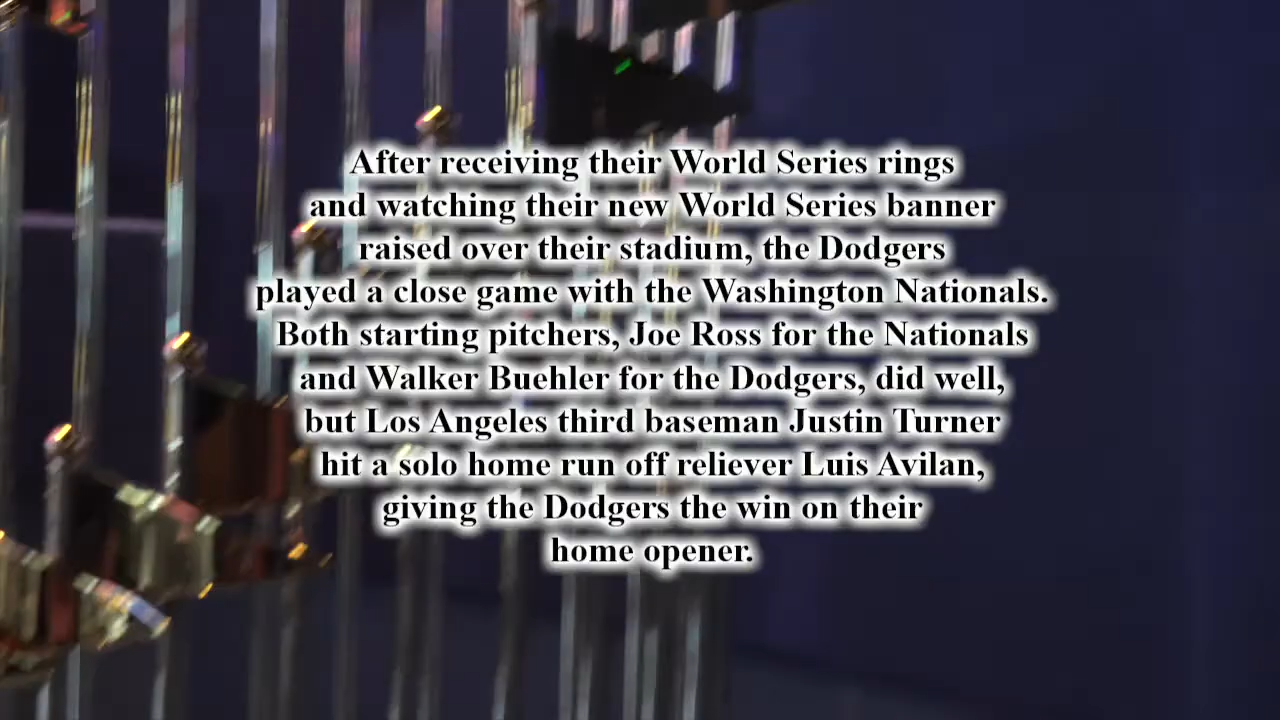 After receiving their World Series rings
and watching their new World Series banner
raised over their stadium, the Dodgers
played a close game with the Washington Nationals.
Both starting pitchers, Joe Ross for the Nationals
and Walker Buehler for the Dodgers, did well,
but Los Angeles third baseman Justin Turner
hit a solo home run off reliever Luis Avilan,
giving the Dodgers the win on their
home opener.